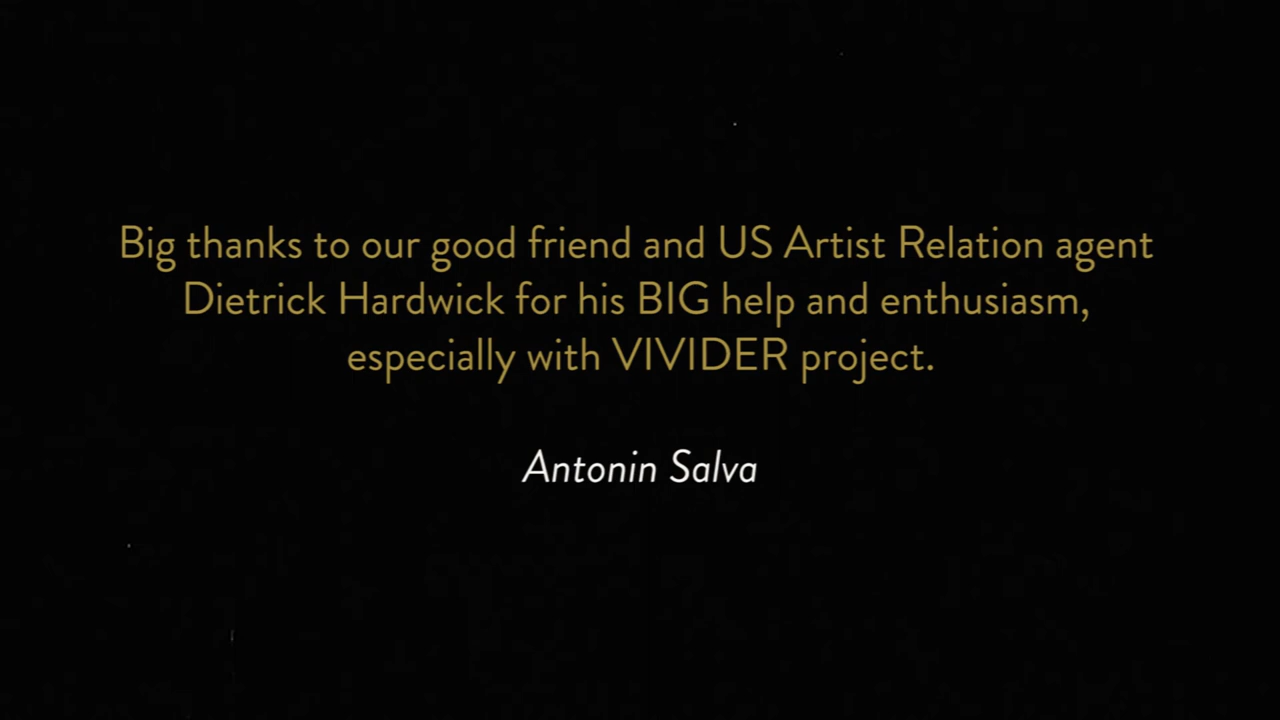 Big thanks to our good friend and US Artist Relation agent
Dietrick Hardwick for his BIG help and enthusiasm,
especially with VIVIDER project.
Antonin Salva